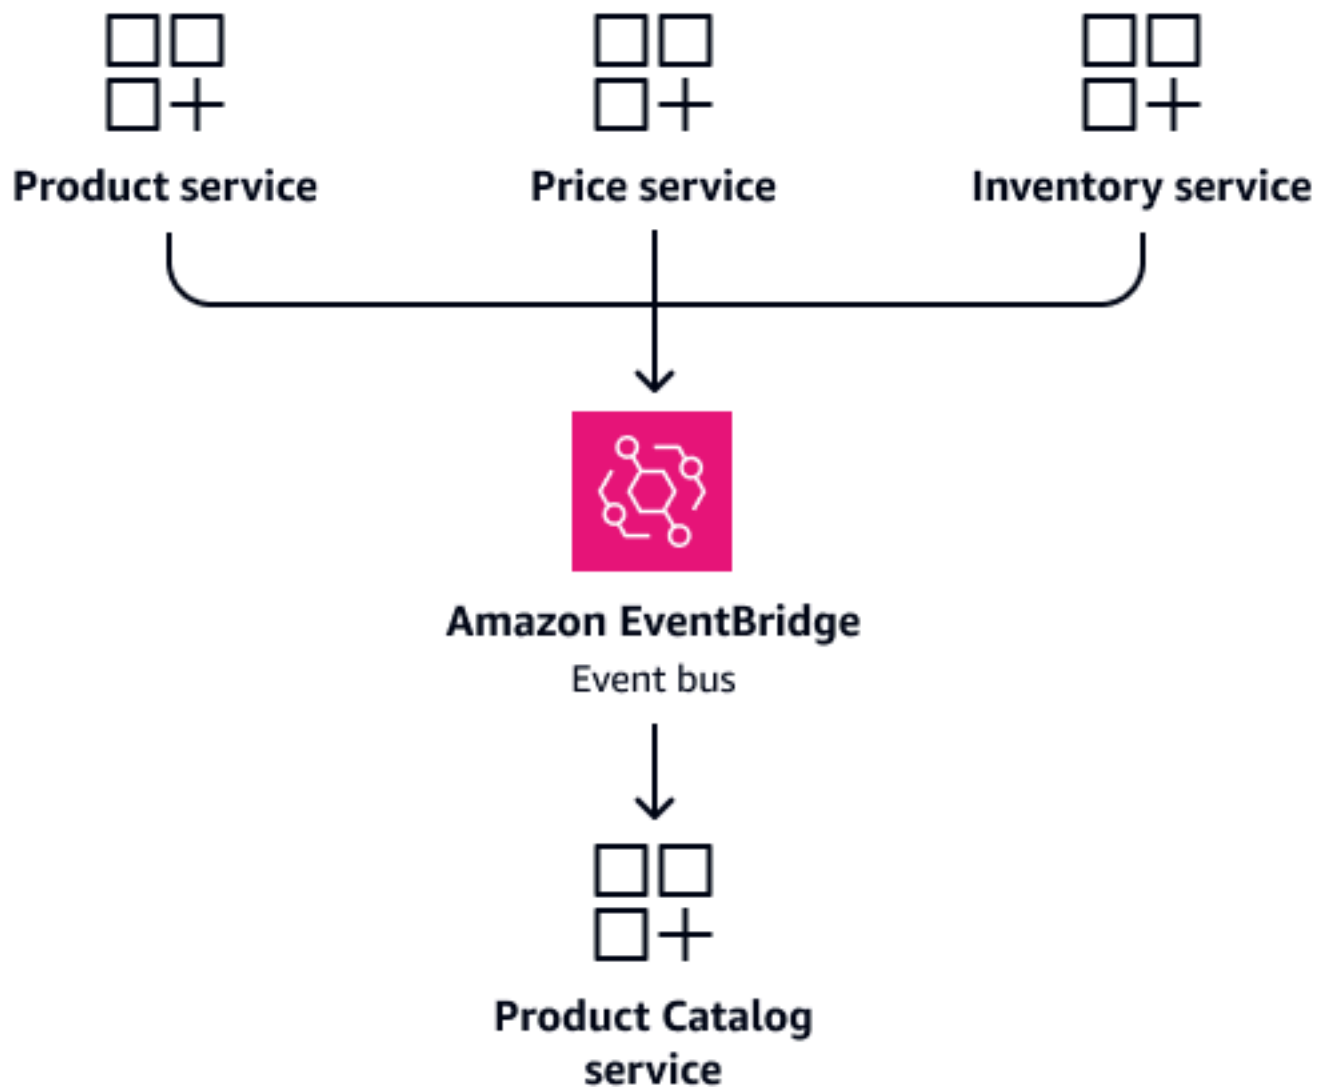 Product service
Price service
Inventory service
Amazon EventBridge
Event bus
Product Catalog
service